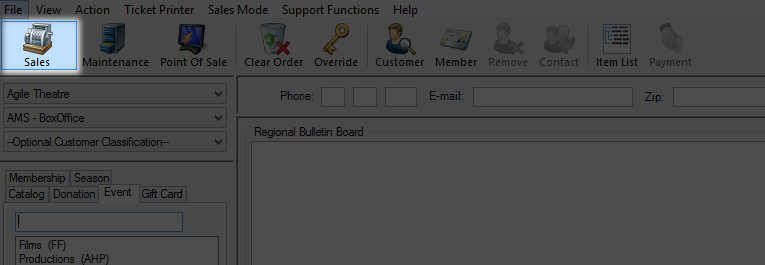 File View Action Ticket Printer Sales Mode Support Functions Help
Sales Maintenance Point Of Sale Clear Order Override Customer Member Remove Contact Item List Payment
Agile Theatre
Phone: E-mail: Zip:
AMS - BoxOffice
--Optional Customer Classification--
Regional Bulletin Board
Membership Season
Catalog Donation Event Gift Card
Films (FF)
Productions (AHP)